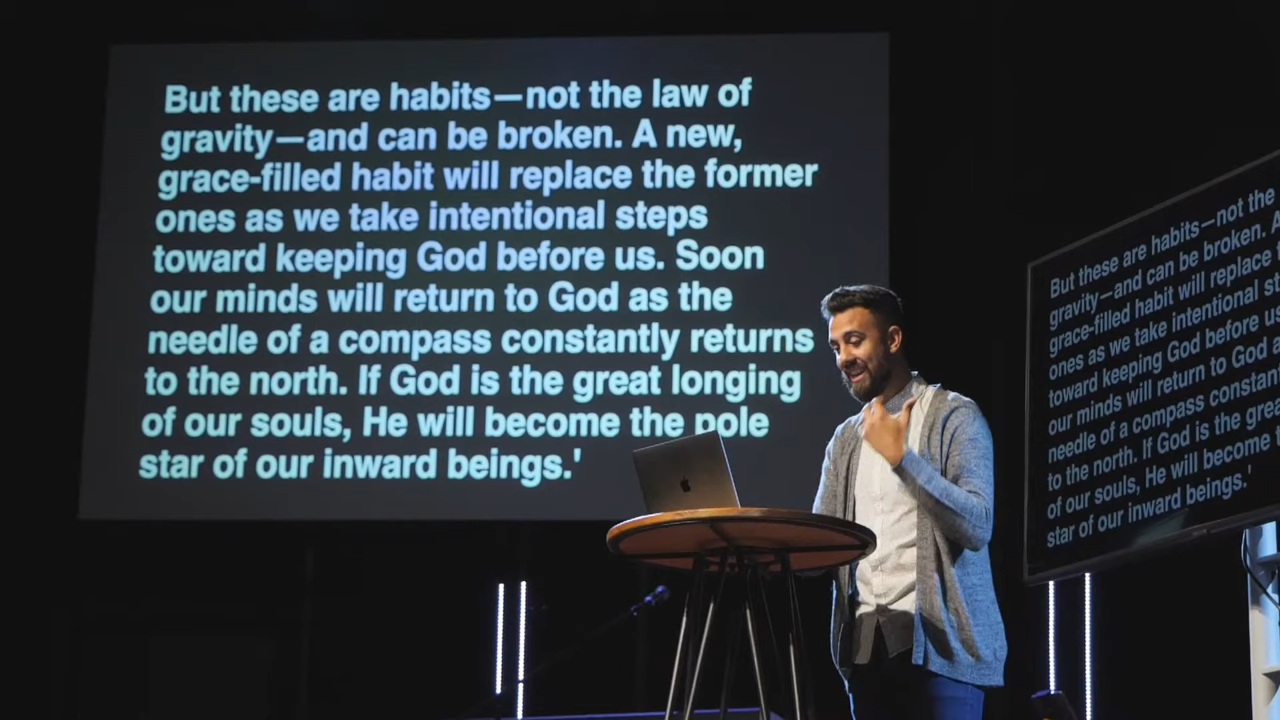 But these are habits—not the law of
gravity—and can be broken. A new,
grace-filled habit will replace the former
ones as we take intentional steps
toward keeping God before us. Soon
our minds will return to God as the
needle of a compass constantly returns
to the north. If God is the great longing
of our souls, He will become the pole
star of our inward beings.'
But these are habits—not the
gravity—and can be broken. A
grace-filled habit will replace
ones as we take intentional
toward keeping God before us
our minds will return to God
needle of a compass
to the north. If God is the
of our souls, He will become
star of our inward beings.'